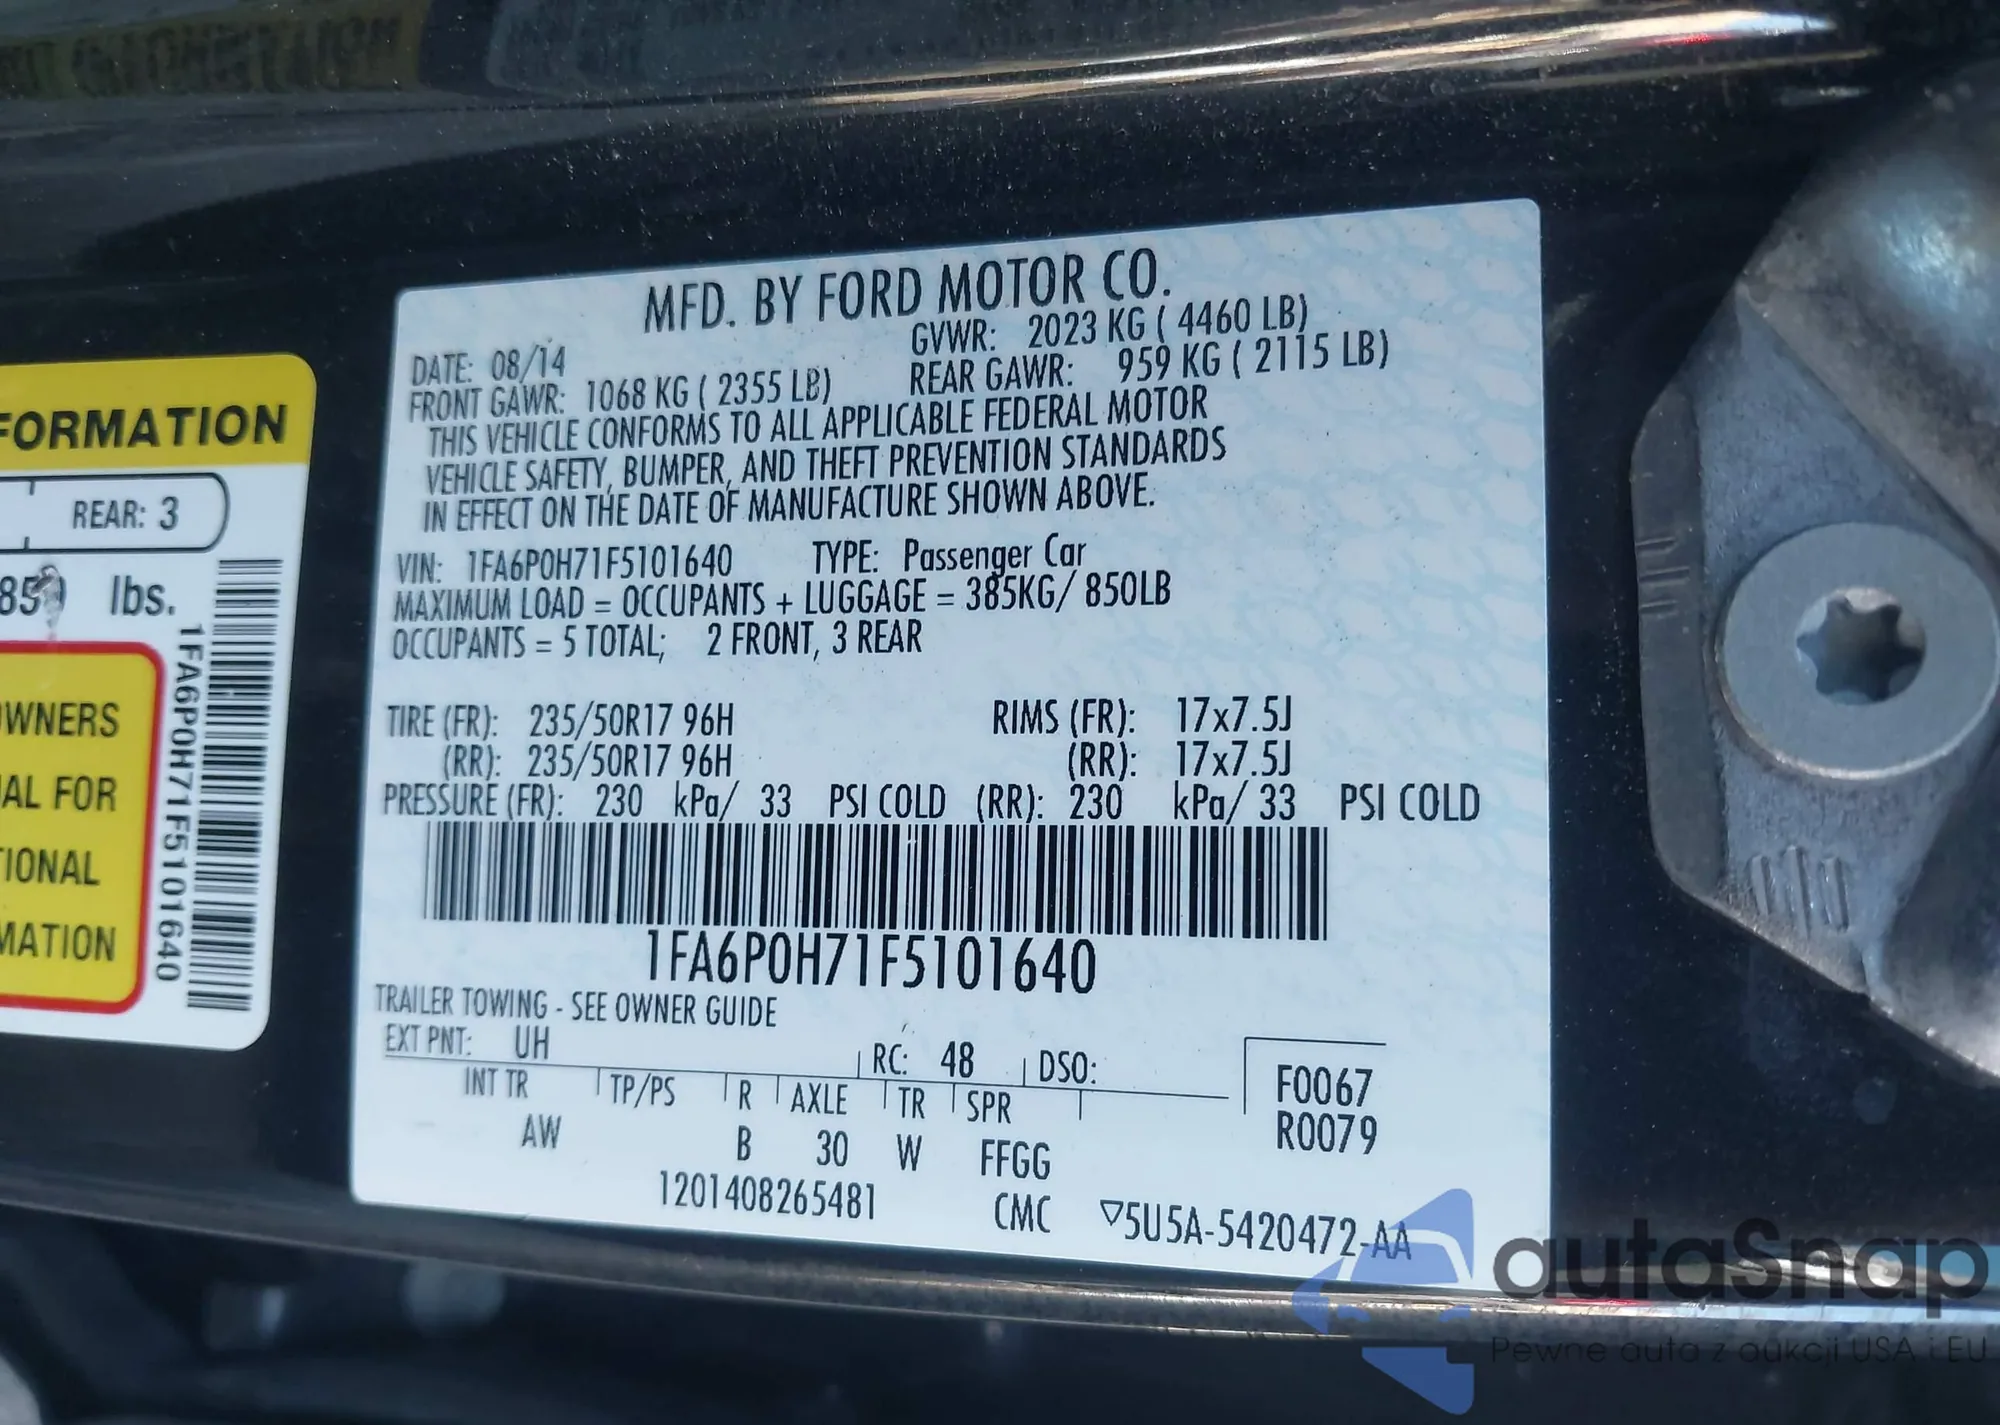 FORMATION
REAR: 3
lbs.
OWNERS
FOR
1FA6P0H71F5101640
MFD. BY FORD MOTOR CO.
DATE: 08/14 GVWR: 2023 KG ( 4460 LB)
FRONT GAWR: 1068 KG ( 2355 LB) REAR GAWR: 959 KG ( 2115 LB)
THIS VEHICLE CONFORMS TO ALL APPLICABLE FEDERAL MOTOR
VEHICLE SAFETY, BUMPER, AND THEFT PREVENTION STANDARDS
IN EFFECT ON THE DATE OF MANUFACTURE SHOWN ABOVE.
VIN: 1FA6P0H71F5101640 TYPE: Passenger Car
MAXIMUM LOAD = OCCUPANTS + LUGGAGE = 385KG/ 850LB
OCCUPANTS = 5 TOTAL; 2 FRONT, 3 REAR
TIRE (FR): 235/50R17 96H RIMS (FR): 17x7.5J
(RR): 235/50R17 96H (RR): 17x7.5J
PRESSURE (FR): 230 kPa/ 33 PSI COLD (RR): 230 kPa/ 33 PSI COLD
1FA6P0H71F5101640
TRAILER TOWING - SEE OWNER GUIDE
EXT PNT: UH RC: 48 DSO:
INT TR TP/PS R AXLE TR SPR
AW B 30 W FFGG
F0067
R0079
1201408265481 CMC ▽5U5A-5420472-AA
autaSnap
Pewne auta z aukcji USA i EU